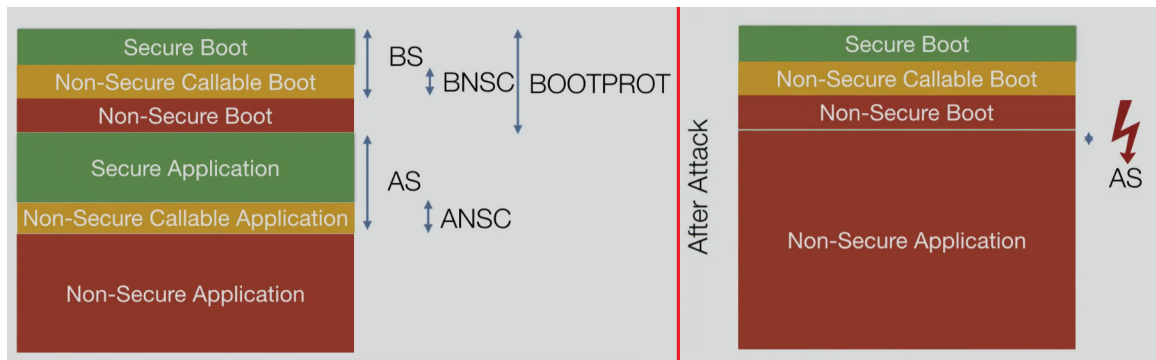 Secure Boot
Non-Secure Callable Boot
Non-Secure Boot
Secure Application
Non-Secure Callable Application
Non-Secure Application
BS
BNSC
BOOTPROT
AS
ANSC
After Attack
Secure Boot
Non-Secure Callable Boot
Non-Secure Boot
Non-Secure Application
AS